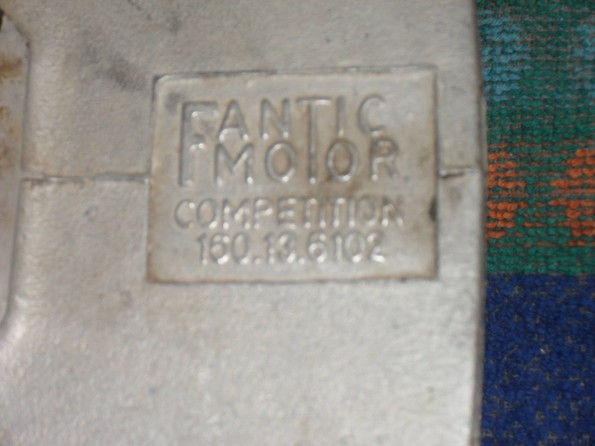 FANTIC
MOTOR
COMPETITION
160.13.6102